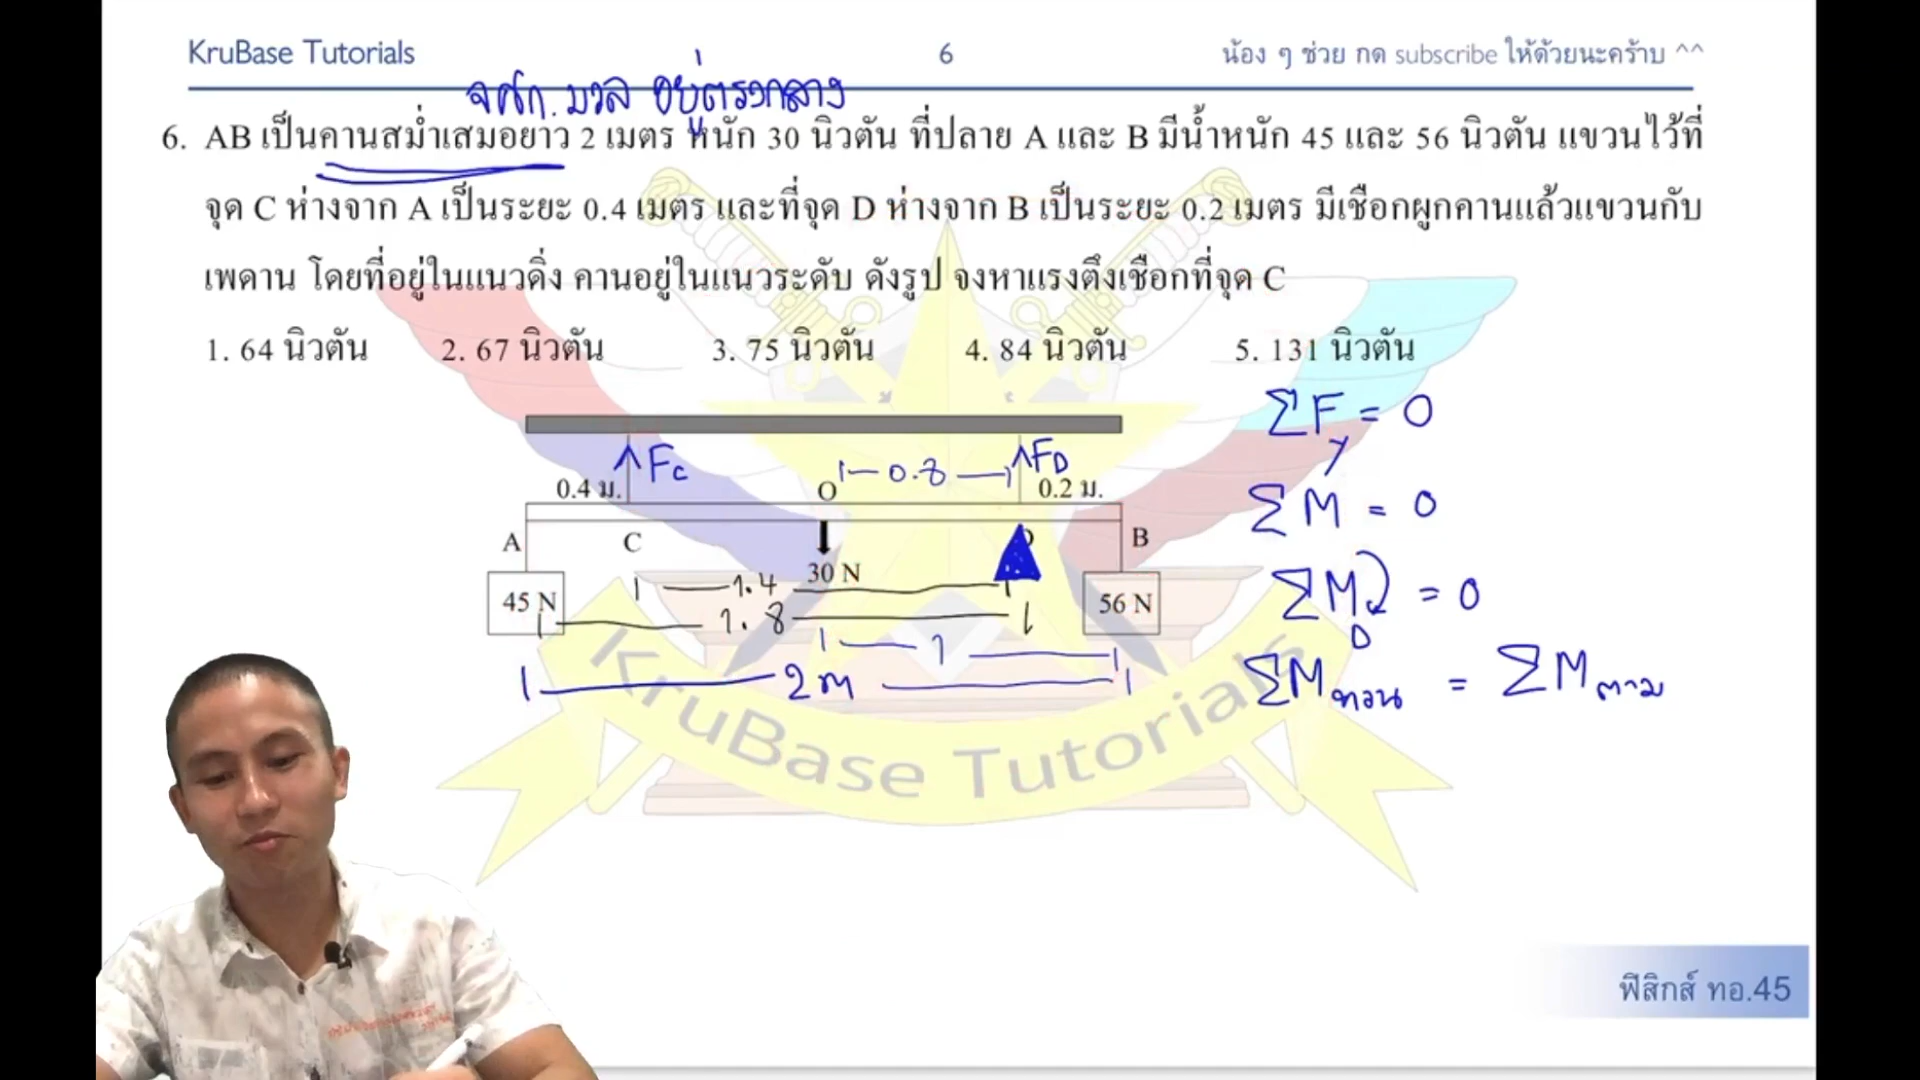 KruBase Tutorials
6
น้อง ๆ ช่วย กด subscribe ให้ด้วยนะคร้าบ ^^
จศก. มวล อยู่ตรงกลาง
6. AB เป็นคานสม่ำเสมอยาว 2 เมตร หนัก 30 นิวตัน ที่ปลาย A และ B มีน้ำหนัก 45 และ 56 นิวตัน แขวนไว้ที่
จุด C ห่างจาก A เป็นระยะ 0.4 เมตร และที่จุด D ห่างจาก B เป็นระยะ 0.2 เมตร มีเชือกผูกคานแล้วแขวนกับ
เพดาน โดยที่อยู่ในแนวดิ่ง คานอยู่ในแนวระดับ ดังรูป จงหาแรงตึงเชือกที่จุด C
1. 64 นิวตัน 2. 67 นิวตัน 3. 75 นิวตัน 4. 84 นิวตัน 5. 131 นิวตัน
ΣFy = 0
FC 0.8 FD
0.4 ม. O 0.2 ม.
ΣM = 0
A C B
30 N
1.4
45 N 56 N
1.8
ΣMD = 0
1
2m
ΣMทวน = ΣMตาม
KruBase Tutorials
ฟิสิกส์ ทอ.45